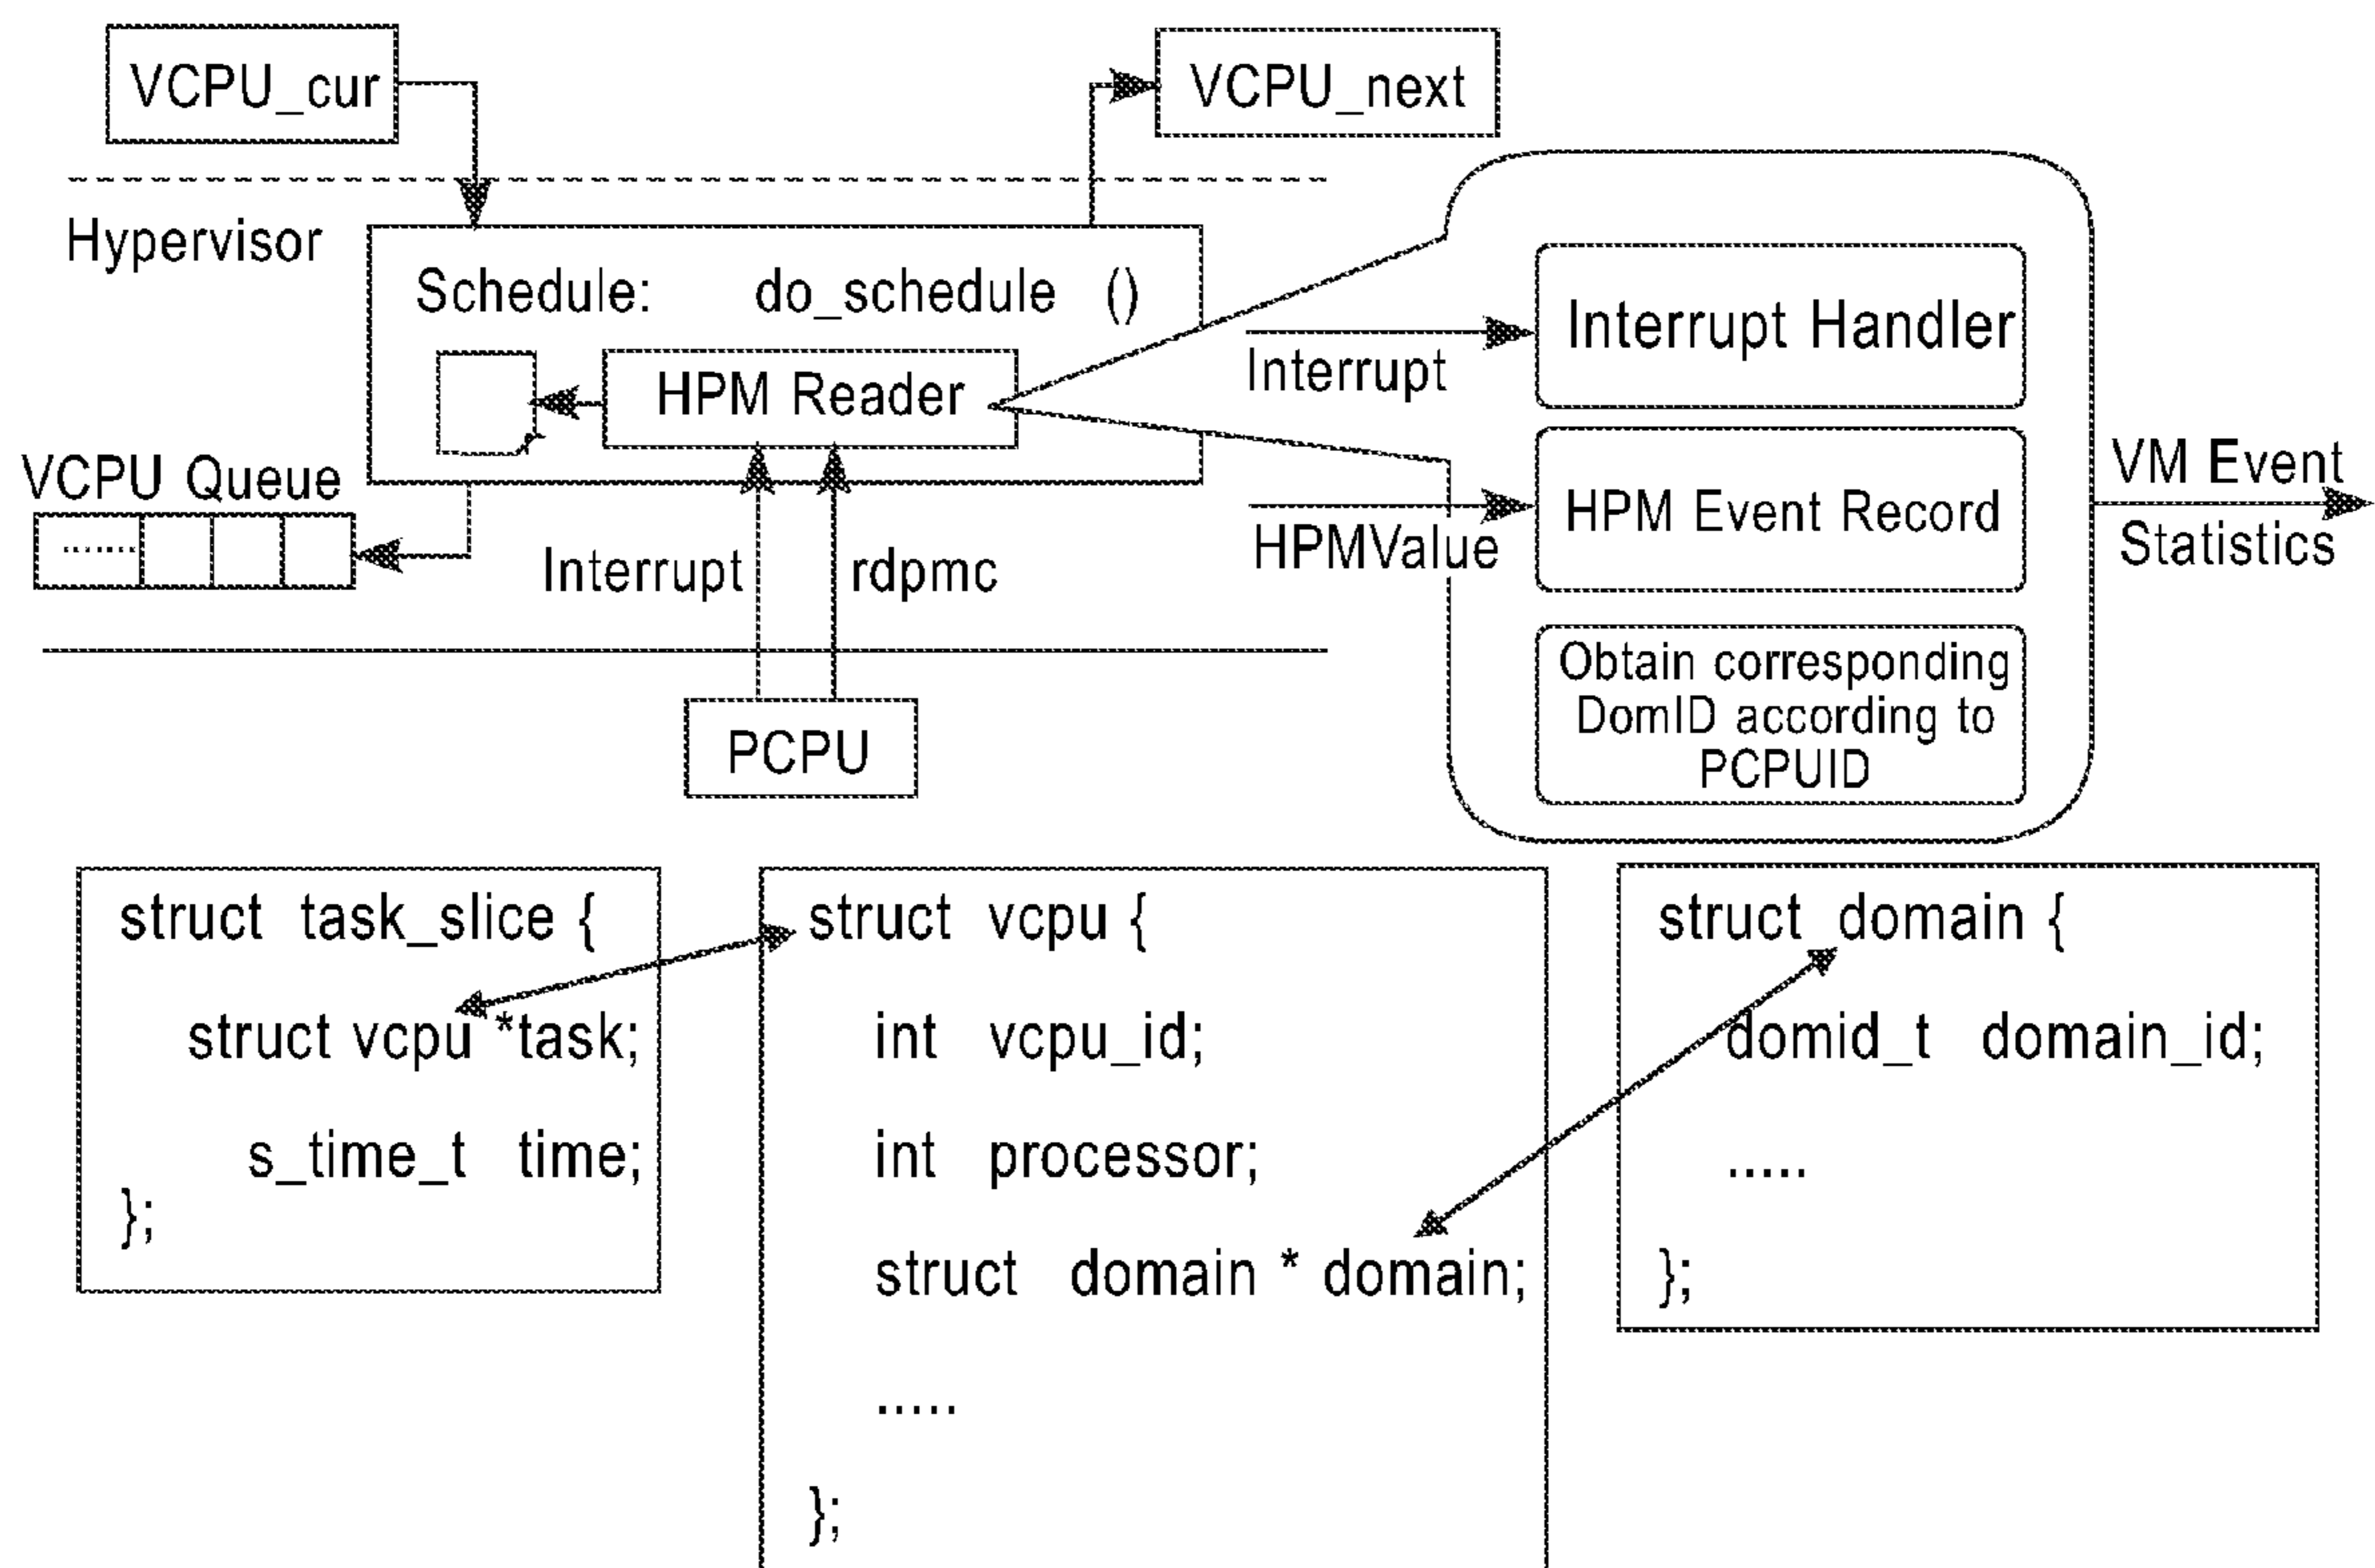 VCPU_cur
VCPU_next
Hypervisor
Schedule: do_schedule ()
HPM Reader
VCPU Queue
.......
Interrupt
rdpmc
PCPU
Interrupt
HPMValue
Interrupt Handler
HPM Event Record
Obtain corresponding
DomID according to
PCPUID
VM Event
Statistics
struct task_slice {
struct vcpu *task;
s_time_t time;
};
struct vcpu {
int vcpu_id;
int processor;
struct domain * domain;
.....
};
struct domain {
domid_t domain_id;
.....
};